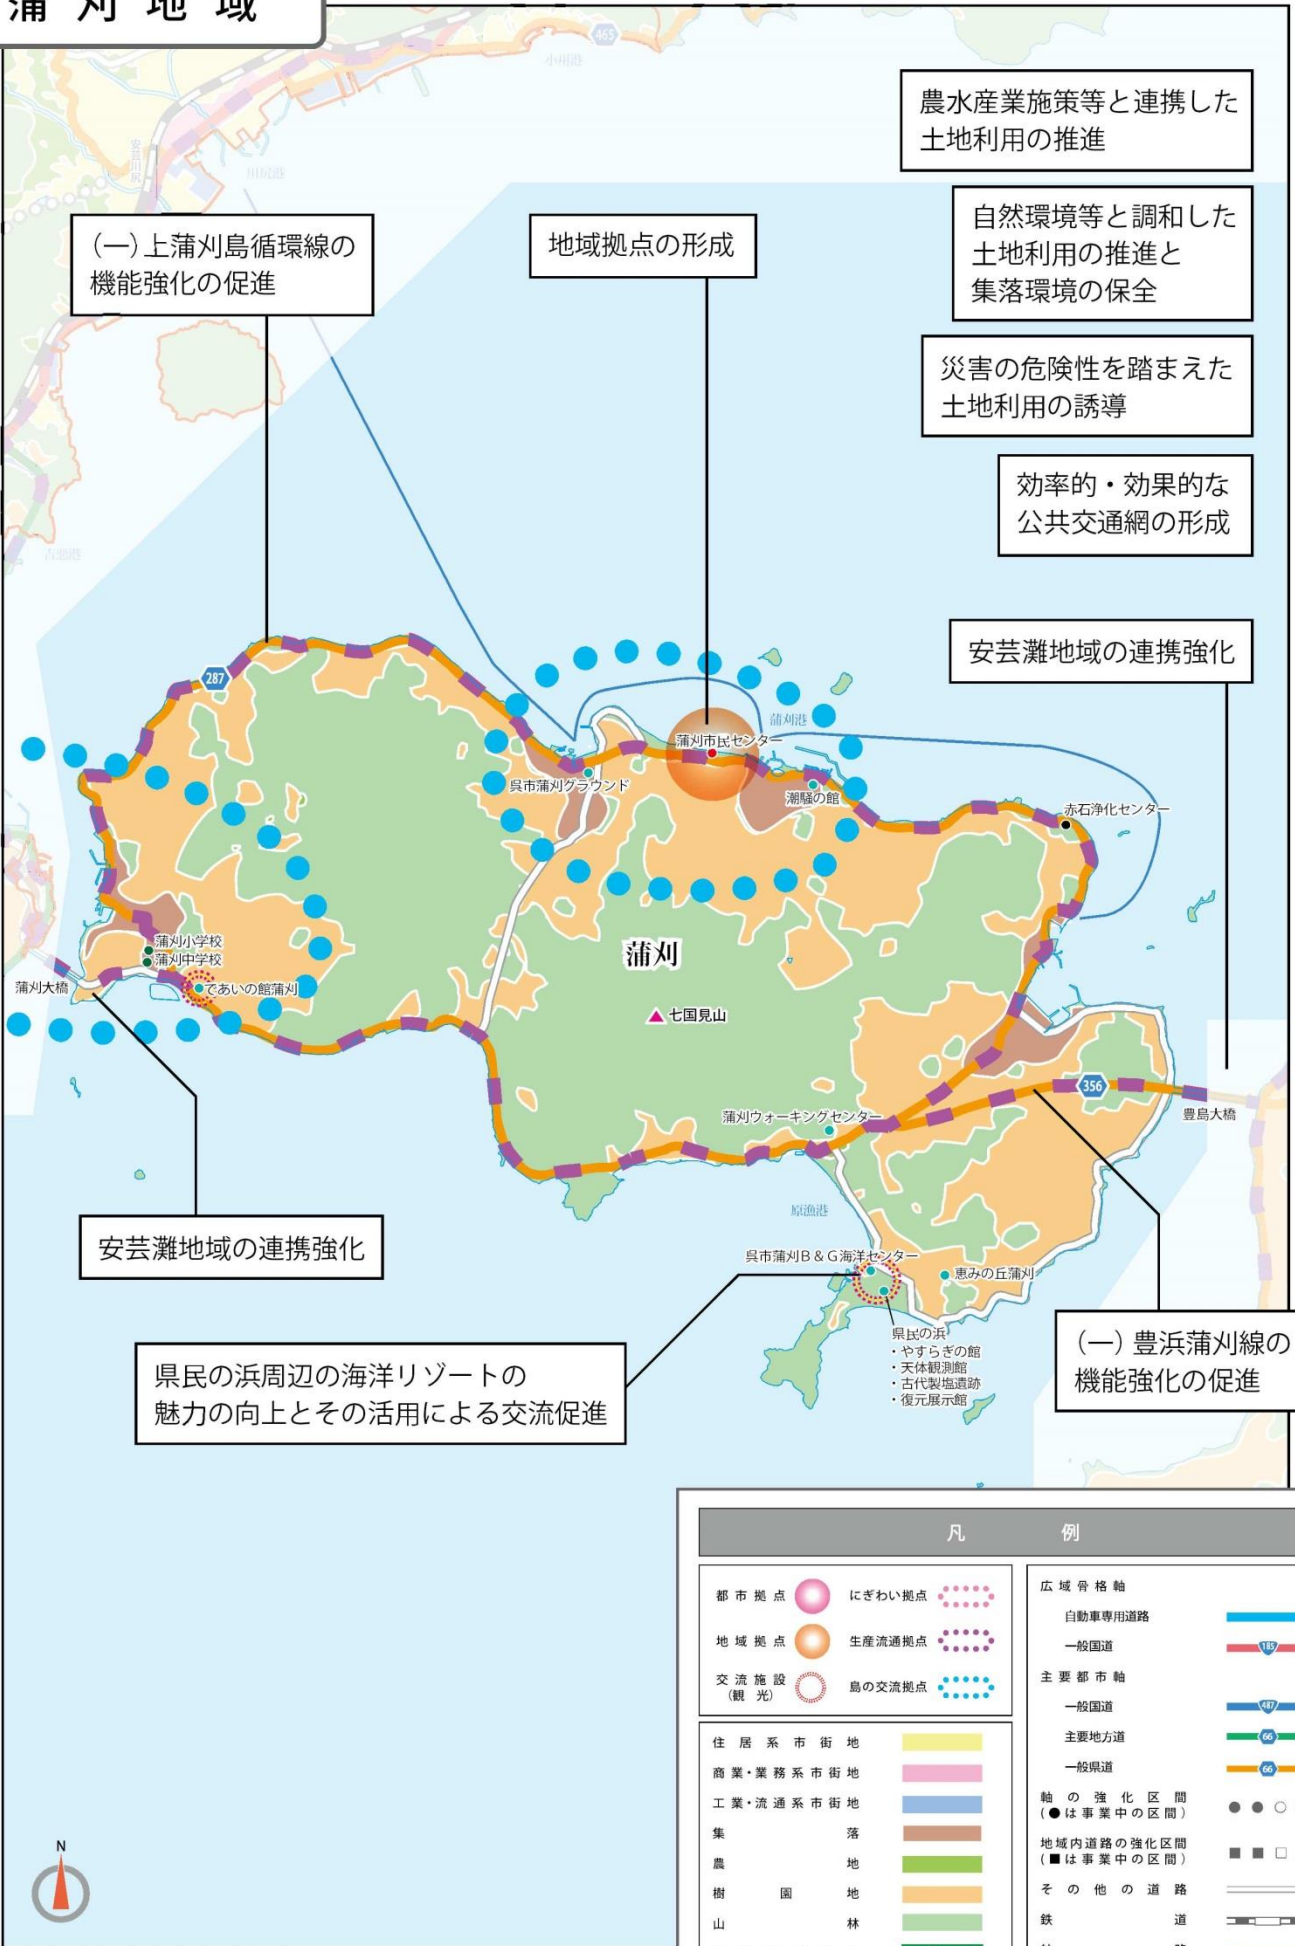 蒲刈地域
465
小用港
安芸川尻
川尻港
農水産業施策等と連携した
土地利用の推進
自然環境等と調和した
土地利用の推進と
集落環境の保全
(一)上蒲刈島循環線の
機能強化の促進
地域拠点の形成
災害の危険性を踏まえた
土地利用の誘導
効率的・効果的な
公共交通網の形成
安芸灘地域の連携強化
287
蒲刈港
蒲刈市民センター
呉市蒲刈グラウンド
潮騒の館
赤石浄化センター
蒲刈小学校
蒲刈中学校
蒲刈
蒲刈大橋
であいの館蒲刈
七国見山
356
蒲刈ウォーキングセンター
豊島大橋
原漁港
安芸灘地域の連携強化
呉市蒲刈B&G海洋センター
恵みの丘蒲刈
県民の浜
・やすらぎの館
・天体観測館
・古代製塩遺跡
・復元展示館
(一)豊浜蒲刈線の
機能強化の促進
県民の浜周辺の海洋リゾートの
魅力の向上とその活用による交流促進
凡例
都市拠点
にぎわい拠点
地域拠点
生産流通拠点
交流施設
(観光)
島の交流拠点
住居系市街地
商業・業務系市街地
工業・流通系市街地
集落
農地
樹園地
山林
広域骨格軸
自動車専用道路
一般国道
185
主要都市軸
一般国道
487
主要地方道
66
一般県道
66
軸の強化区間
(●は事業中の区間)
地域内道路の強化区間
(■は事業中の区間)
その他の道路
鉄道
N